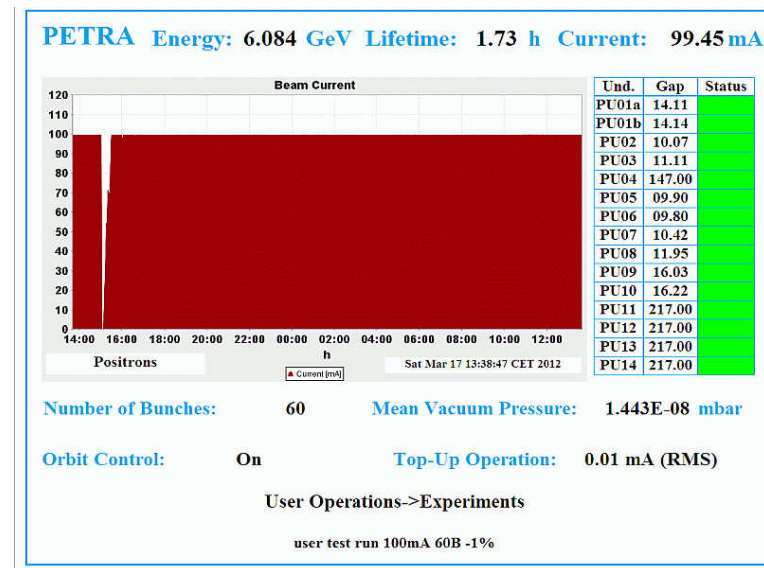 PETRA Energy: 6.084 GeV Lifetime: 1.73 h Current: 99.45 mA
Beam Current
120
110
100
90
80
70
60
50
40
30
20
10
0
14:00 16:00 18:00 20:00 22:00 00:00 02:00 04:00 06:00 08:00 10:00 12:00
h
Positrons
Current [mA]
Sat Mar 17 13:38:47 CET 2012
Und. Gap Status
PU01a 14.11
PU01b 14.14
PU02 10.07
PU03 11.11
PU04 147.00
PU05 09.90
PU06 09.80
PU07 10.42
PU08 11.95
PU09 16.03
PU10 16.22
PU11 217.00
PU12 217.00
PU13 217.00
PU14 217.00
Number of Bunches: 60 Mean Vacuum Pressure: 1.443E-08 mbar
Orbit Control: On Top-Up Operation: 0.01 mA (RMS)
User Operations->Experiments
user test run 100mA 60B -1%